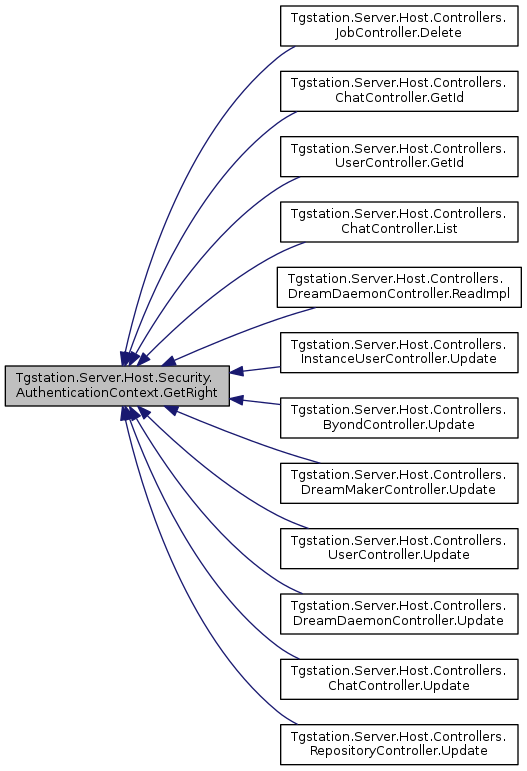 Tgstation.Server.Host.Controllers.
JobController.Delete
Tgstation.Server.Host.Controllers.
ChatController.GetId
Tgstation.Server.Host.Controllers.
UserController.GetId
Tgstation.Server.Host.Controllers.
ChatController.List
Tgstation.Server.Host.Controllers.
DreamDaemonController.ReadImpl
Tgstation.Server.Host.Controllers.
InstanceUserController.Update
Tgstation.Server.Host.Security.
AuthenticationContext.GetRight
Tgstation.Server.Host.Controllers.
ByondController.Update
Tgstation.Server.Host.Controllers.
DreamMakerController.Update
Tgstation.Server.Host.Controllers.
UserController.Update
Tgstation.Server.Host.Controllers.
DreamDaemonController.Update
Tgstation.Server.Host.Controllers.
ChatController.Update
Tgstation.Server.Host.Controllers.
RepositoryController.Update